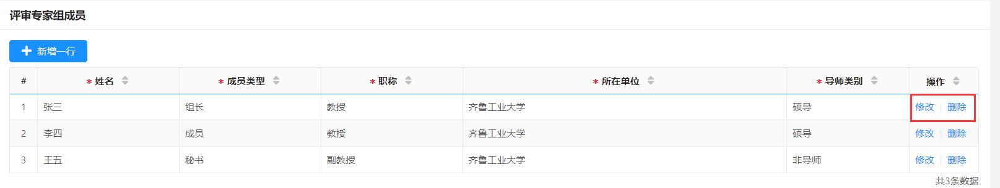 评审专家组成员
新增一行
# * 姓名 * 成员类型 * 职称 * 所在单位 * 导师类别 操作
1 张三 组长 教授 齐鲁工业大学 硕导 修改 | 删除
2 李四 成员 教授 齐鲁工业大学 硕导 修改 | 删除
3 王五 秘书 副教授 齐鲁工业大学 非导师 修改 | 删除
共3条数据